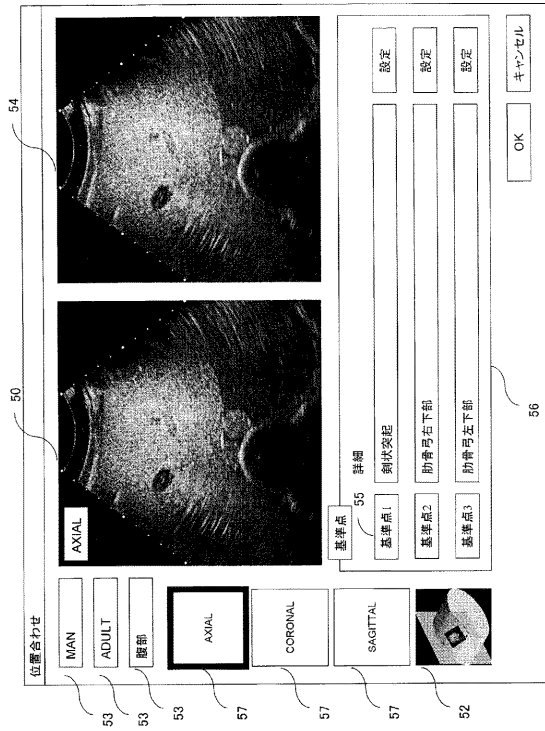 位置合わせ
MAN
ADULT
腹部
AXIAL
CORONAL
SAGITTAL
AXIAL
基準点
詳細
基準点1
剣状突起
設定
基準点2
肋骨弓右下部
設定
基準点3
肋骨弓左下部
設定
OK
キャンセル
53
53
53
57
57
57
52
50
54
55
56